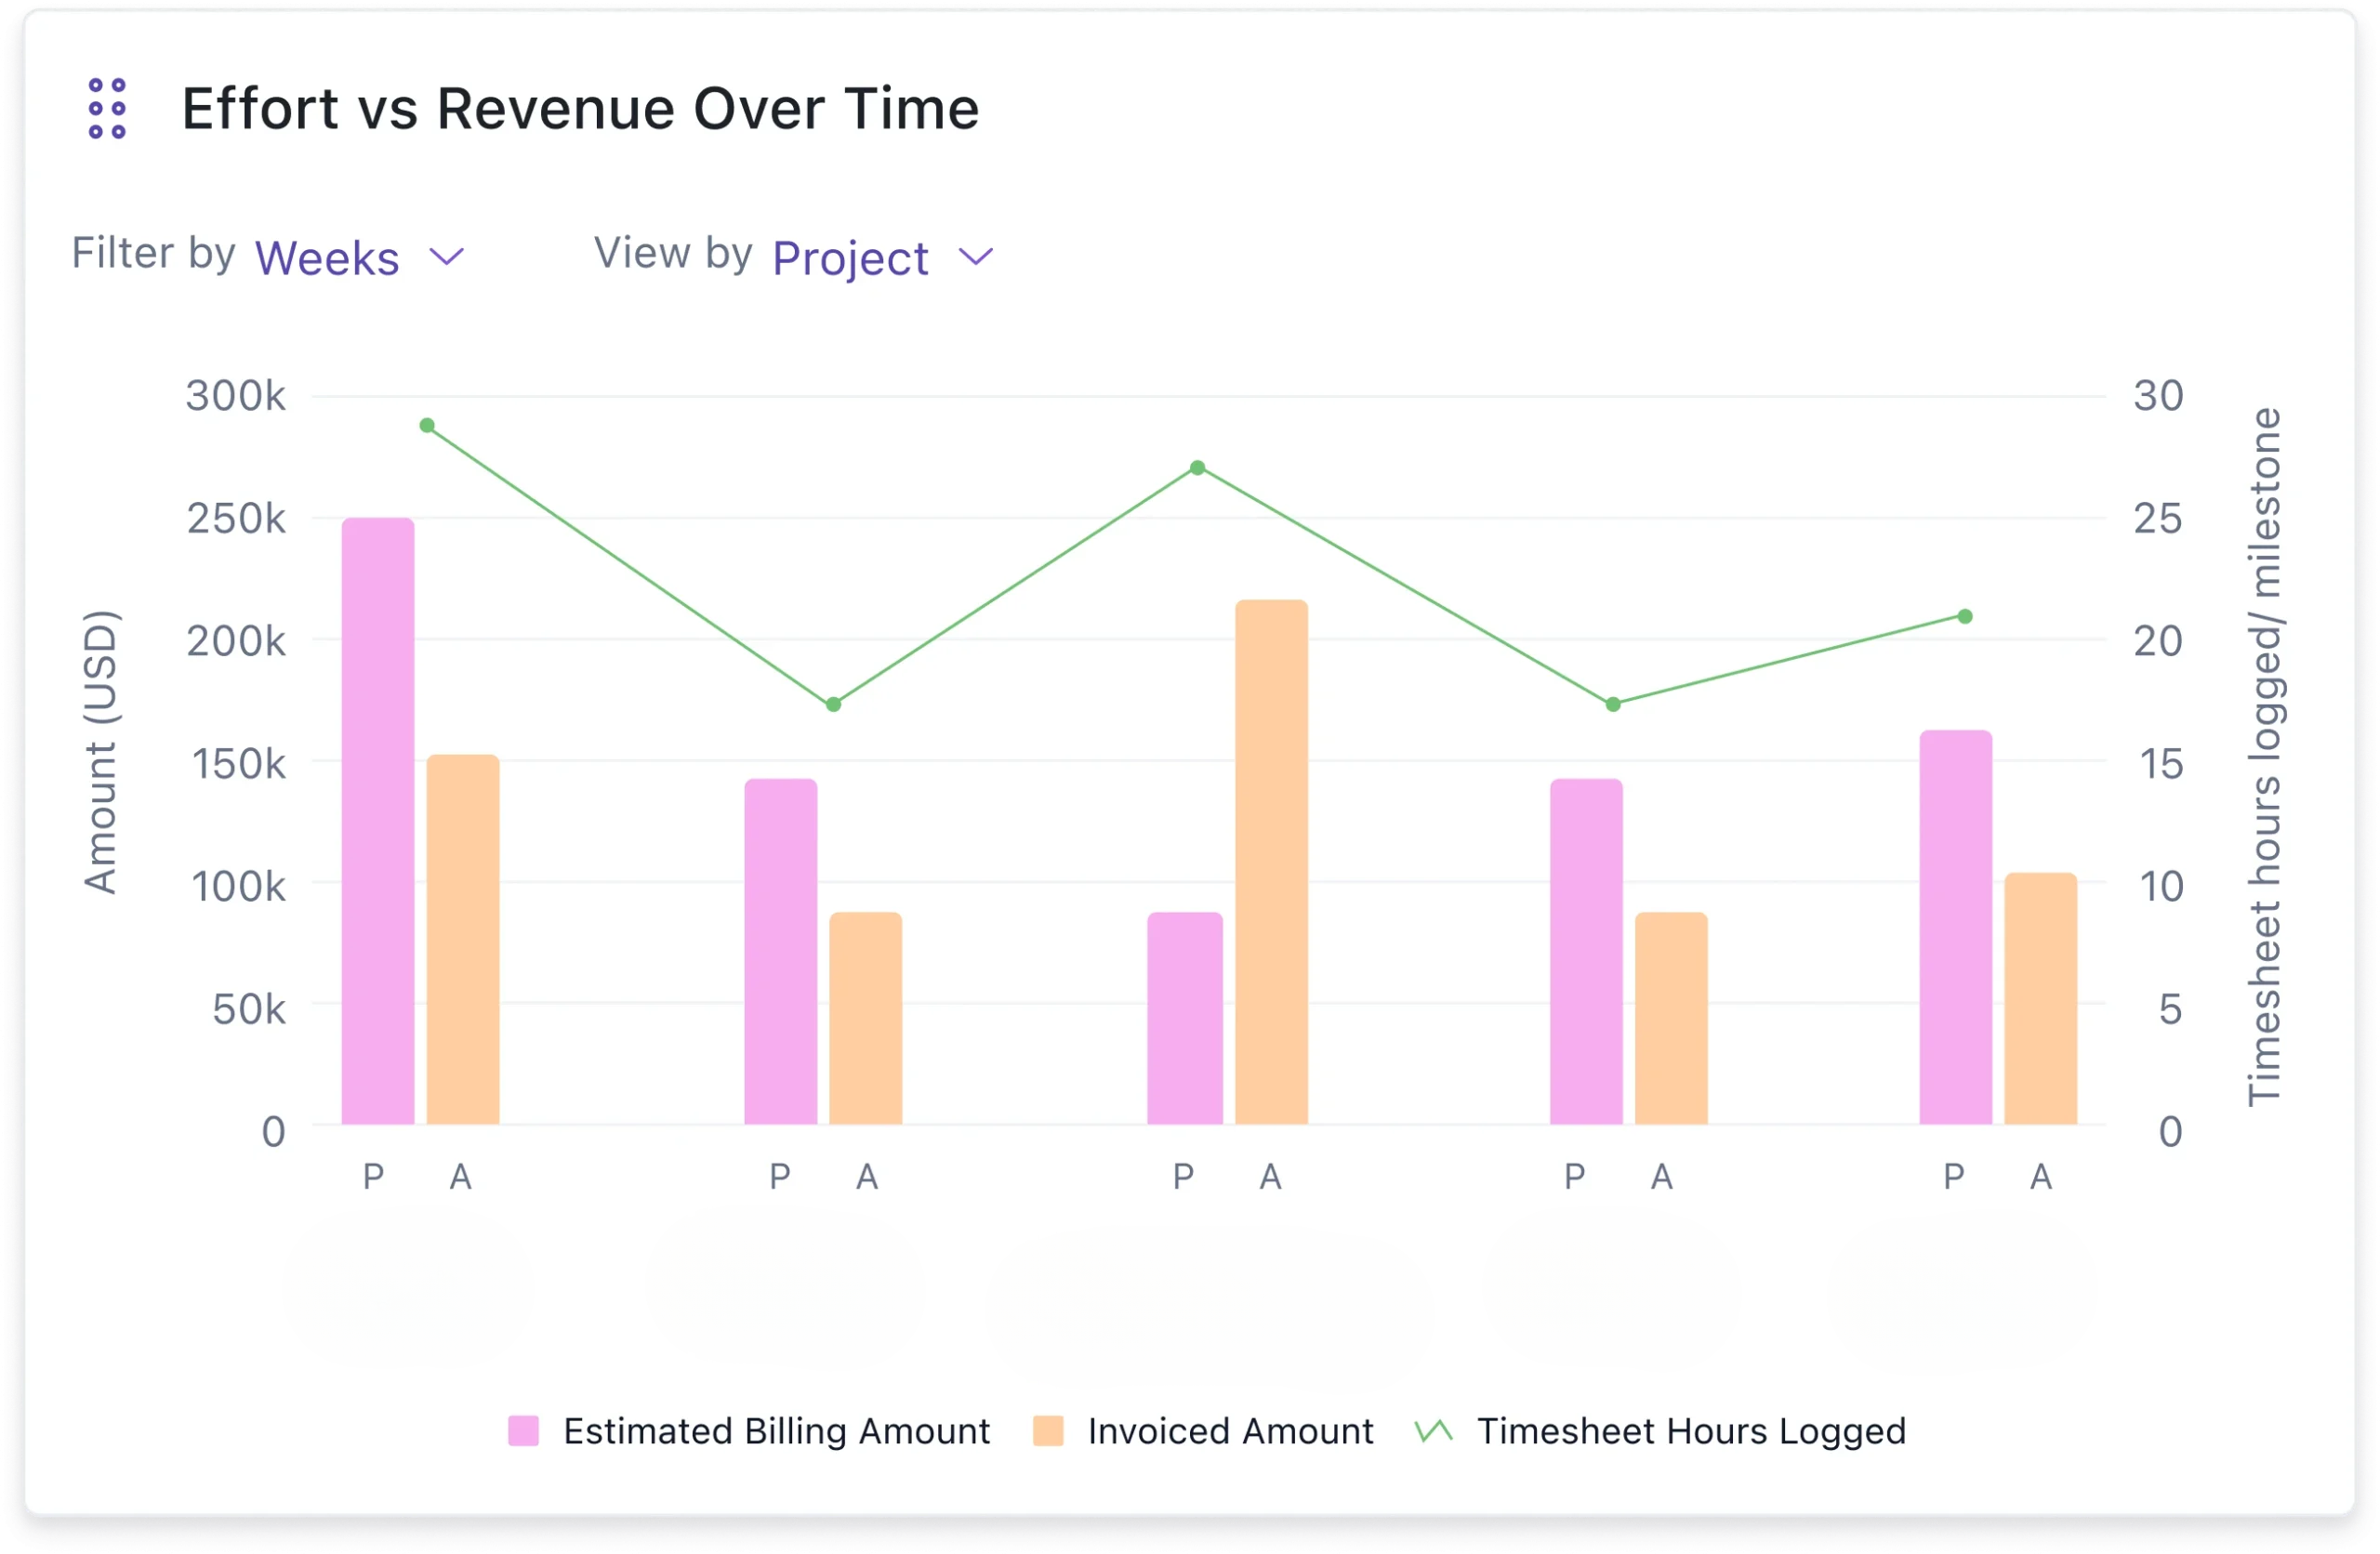 Effort vs Revenue Over Time
Filter by Weeks
View by Project
300k
250k
200k
150k
100k
50k
0
Amount (USD)
30
25
20
15
10
5
0
Timesheet hours logged/ milestone
P A P A P A P A P A
Estimated Billing Amount
Invoiced Amount
Timesheet Hours Logged